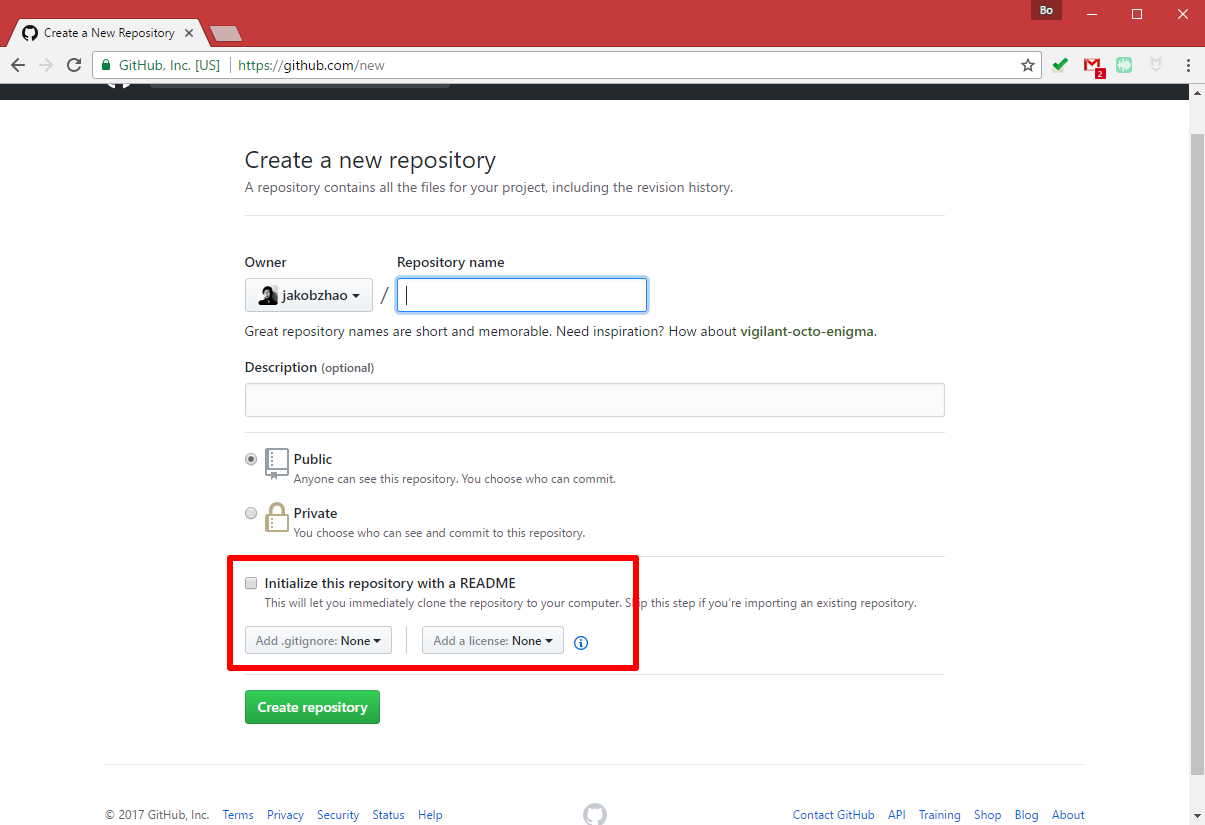 Bo
Create a New Repository
GitHub, Inc. [US] https://github.com/new
2
Create a new repository
A repository contains all the files for your project, including the revision history.
Owner Repository name
jakobzhao /
Great repository names are short and memorable. Need inspiration? How about vigilant-octo-enigma.
Description (optional)
Public
Anyone can see this repository. You choose who can commit.
Private
You choose who can see and commit to this repository.
Initialize this repository with a README
This will let you immediately clone the repository to your computer. Skip this step if you're importing an existing repository.
Add .gitignore: None Add a license: None
Create repository
© 2017 GitHub, Inc. Terms Privacy Security Status Help Contact GitHub API Training Shop Blog About